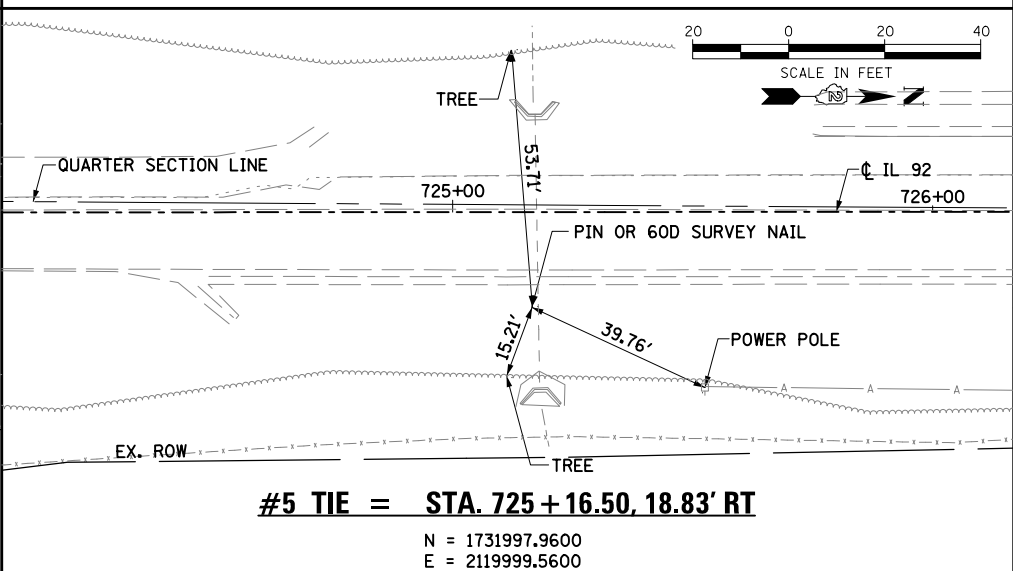 20 0 20 40
SCALE IN FEET
N
TREE
53.71'
QUARTER SECTION LINE
725+00
℄ IL 92
726+00
PIN OR 60D SURVEY NAIL
15.21'
39.76'
POWER POLE
A A A
EX. ROW
TREE
#5 TIE = STA. 725 + 16.50, 18.83' RT
N = 1731997.9600
E = 2119999.5600